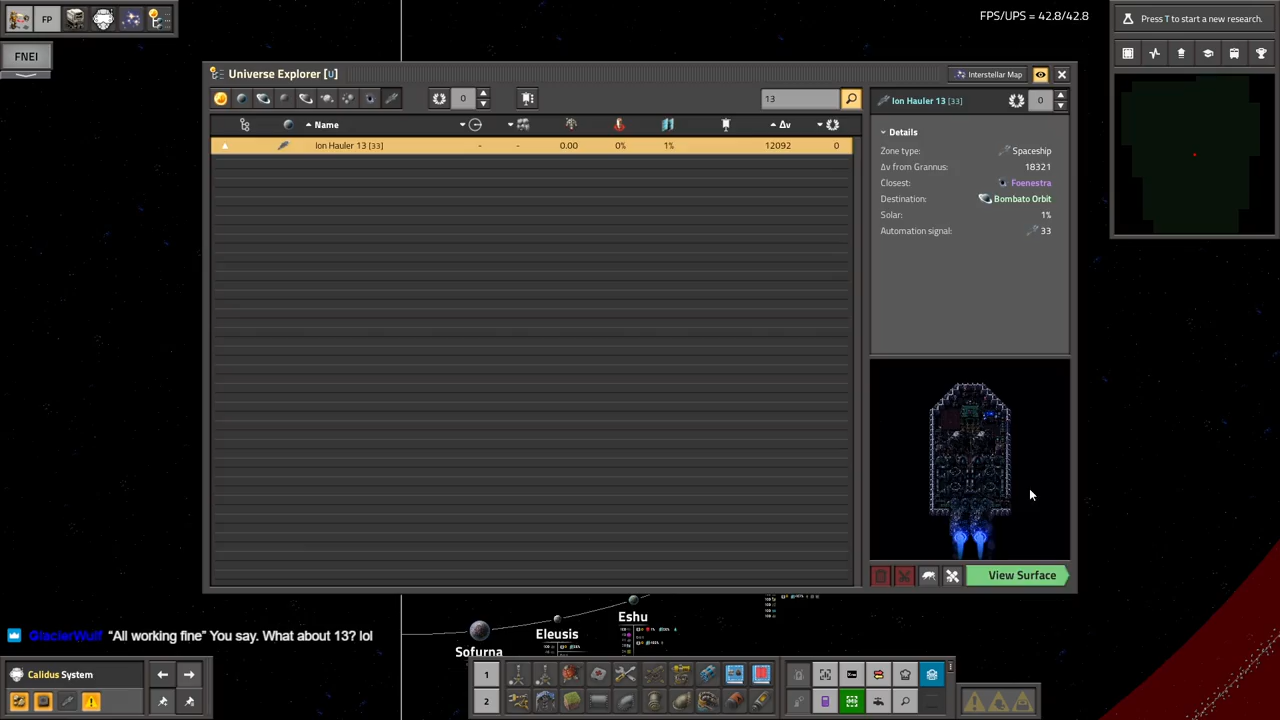 FPS/UPS = 42.8/42.8
Press T to start a new research.
FP
FNEI
Universe Explorer [U]
Interstellar Map
0
13
Ion Hauler 13 [33]
0
Name
Δv
Ion Hauler 13 [33]
-
-
0.00
0%
1%
12092
0
Details
Zone type:
Spaceship
Δv from Grannus:
18321
Closest:
Foenestra
Destination:
Bombato Orbit
Solar:
1%
Automation signal:
33
View Surface
Eshu
Eleusis
Sofurna
GlacierWulf "All working fine" You say. What about 13? lol
Calidus System
1
2